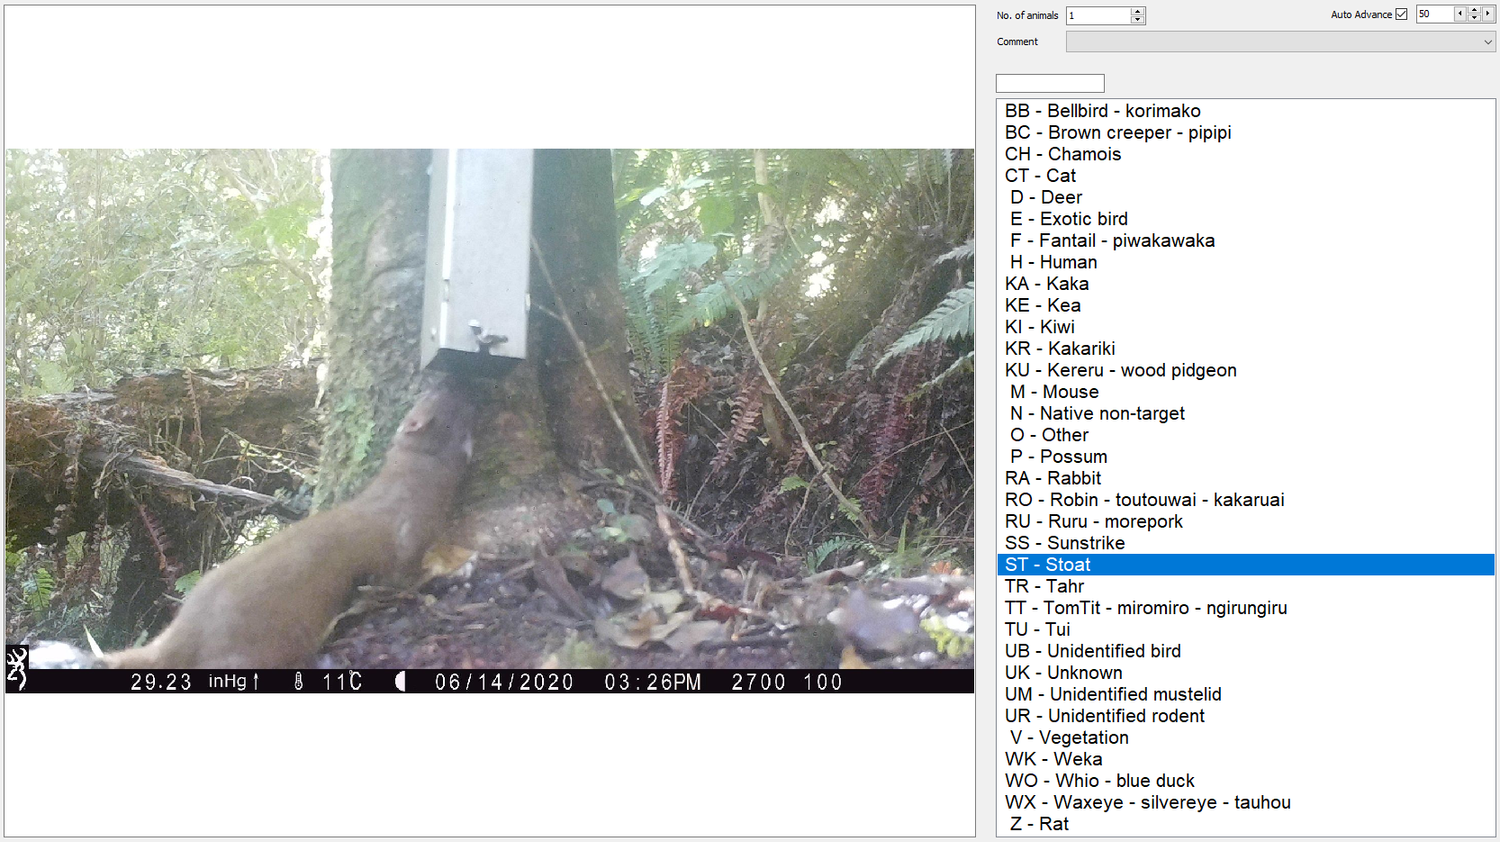 No. of animals 1
Auto Advance 50
Comment
BB - Bellbird - korimako
BC - Brown creeper - pipipi
CH - Chamois
CT - Cat
D - Deer
E - Exotic bird
F - Fantail - piwakawaka
H - Human
KA - Kaka
KE - Kea
KI - Kiwi
KR - Kakariki
KU - Kereru - wood pidgeon
M - Mouse
N - Native non-target
O - Other
P - Possum
RA - Rabbit
RO - Robin - toutouwai - kakaruai
RU - Ruru - morepork
SS - Sunstrike
ST - Stoat
TR - Tahr
TT - TomTit - miromiro - ngirungiru
TU - Tui
UB - Unidentified bird
UK - Unknown
UM - Unidentified mustelid
UR - Unidentified rodent
V - Vegetation
WK - Weka
WO - Whio - blue duck
WX - Waxeye - silvereye - tauhou
Z - Rat
29.23 inHg↑ 11℃ 06/14/2020 03:26PM 2700 100